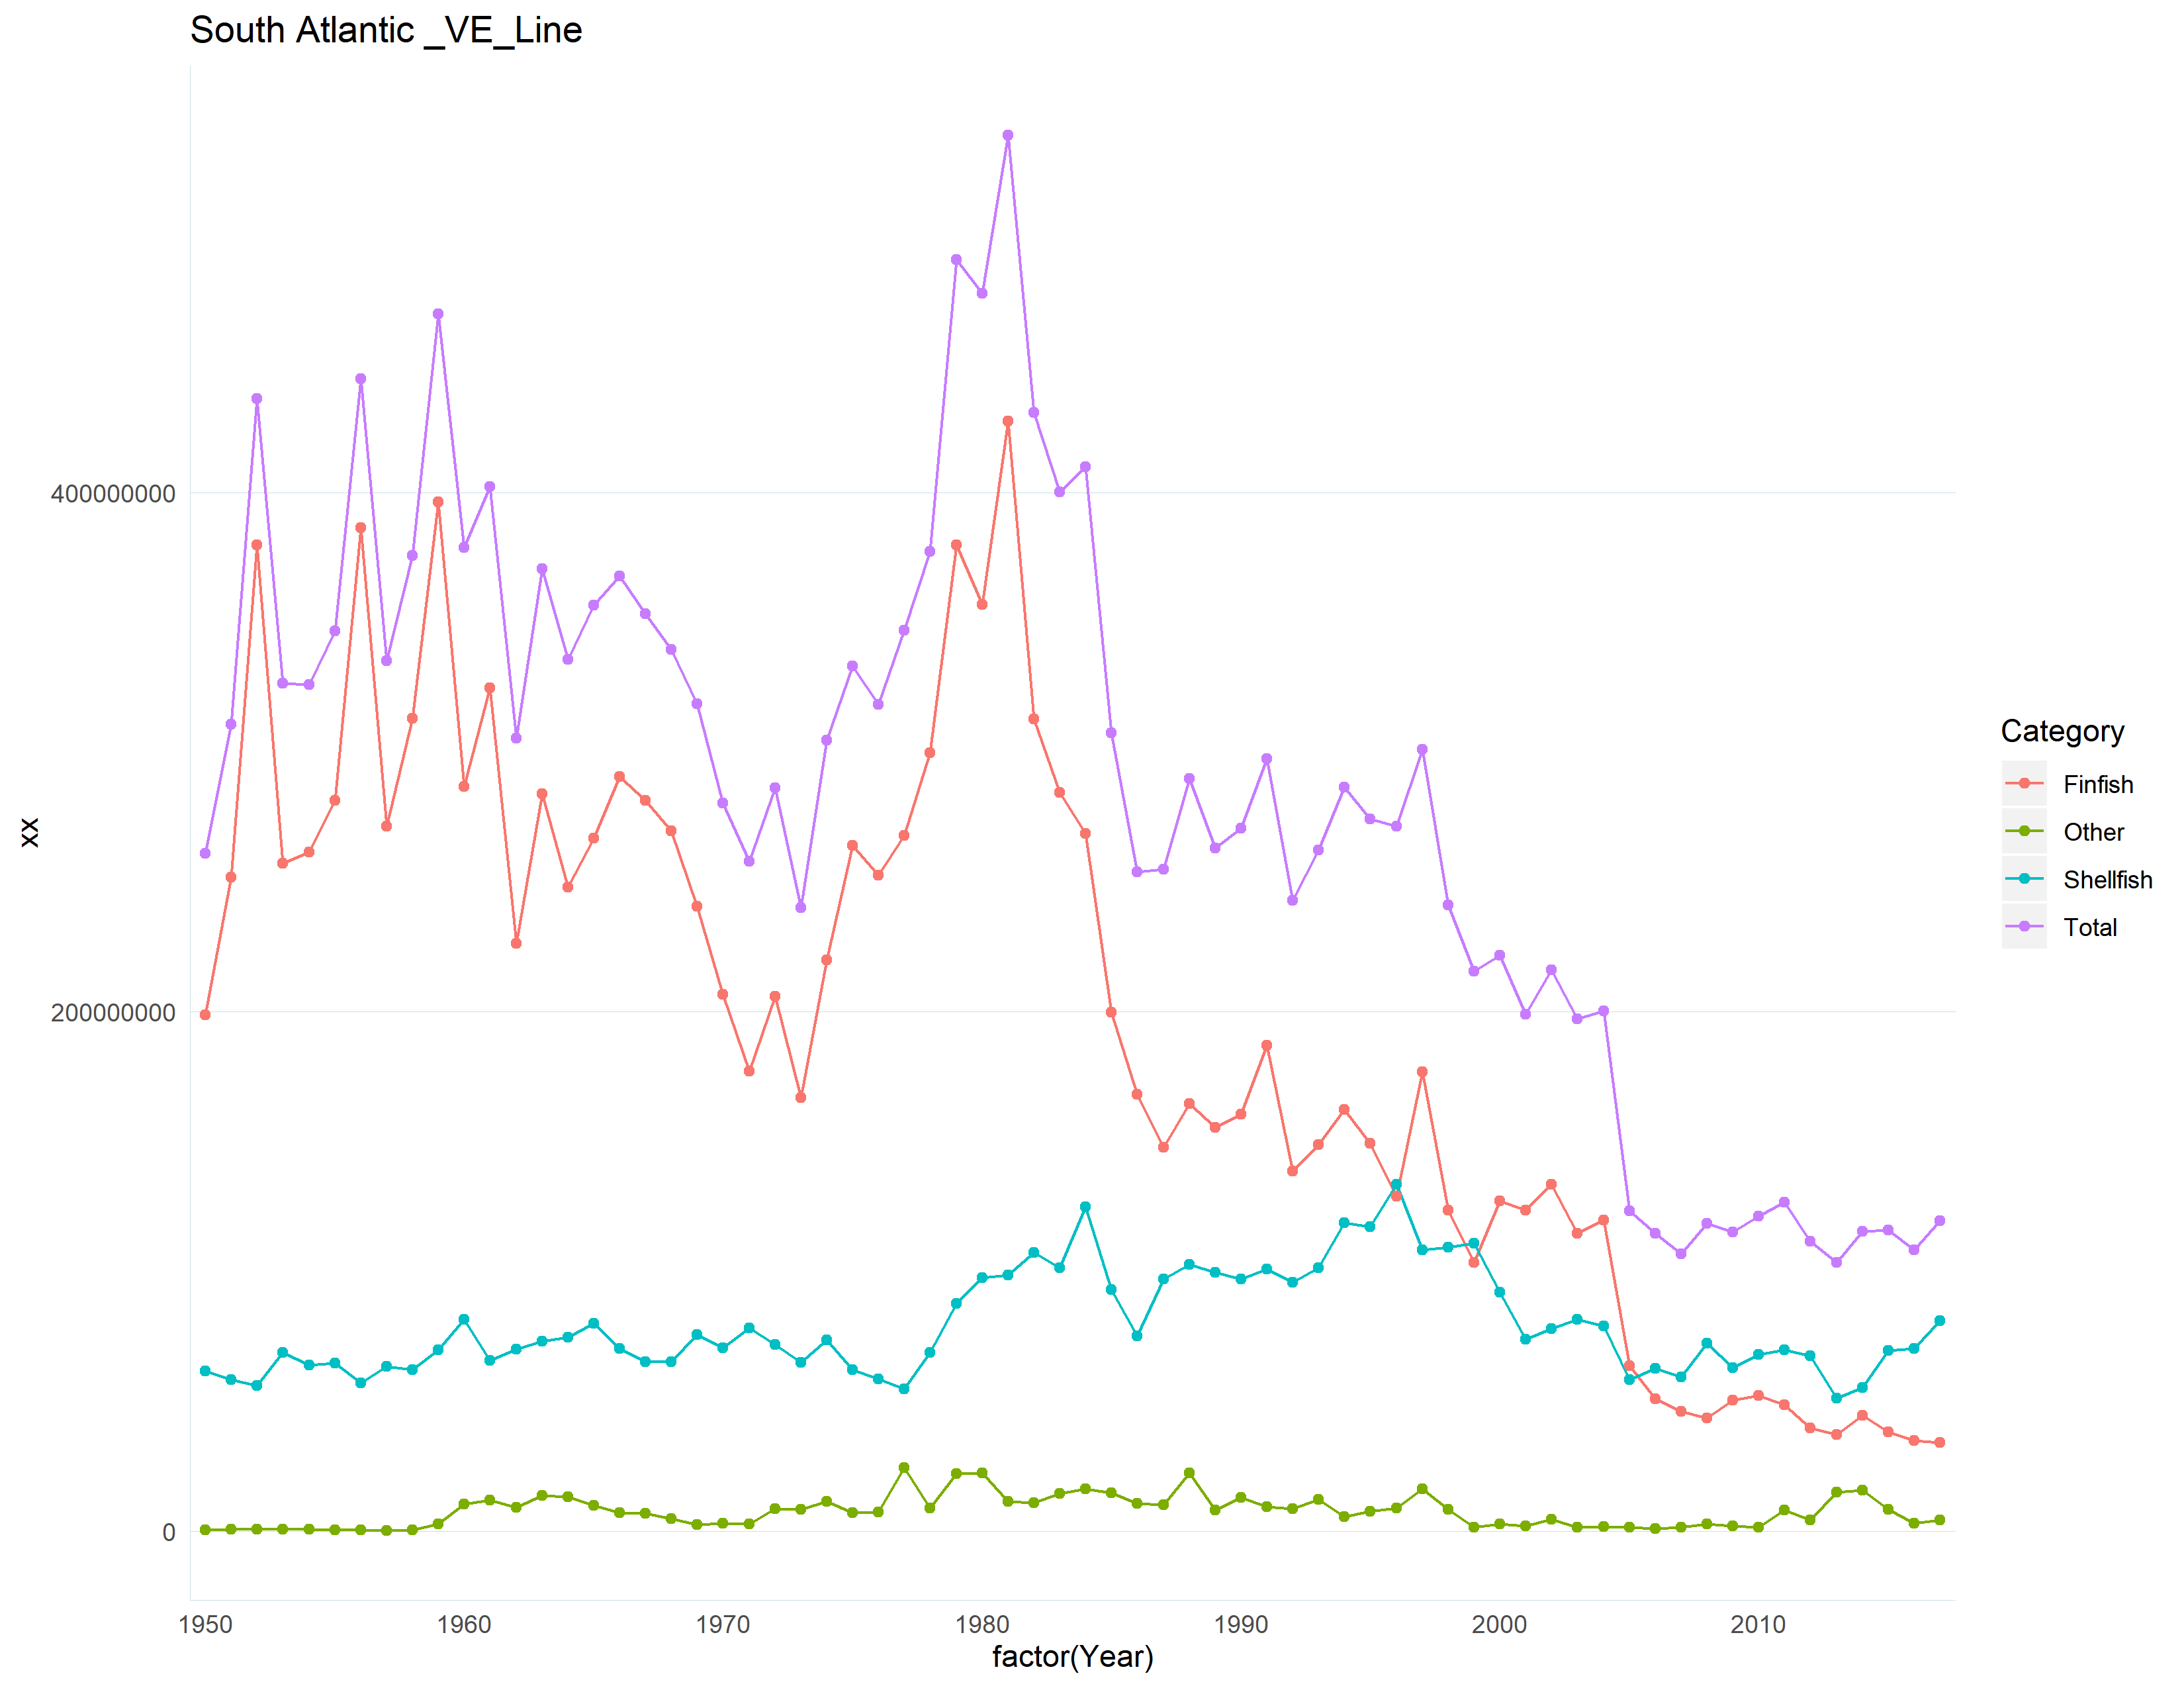 South Atlantic _VE_Line
xx
400000000
200000000
0
1950 1960 1970 1980 1990 2000 2010
factor(Year)
Category
Finfish
Other
Shellfish
Total